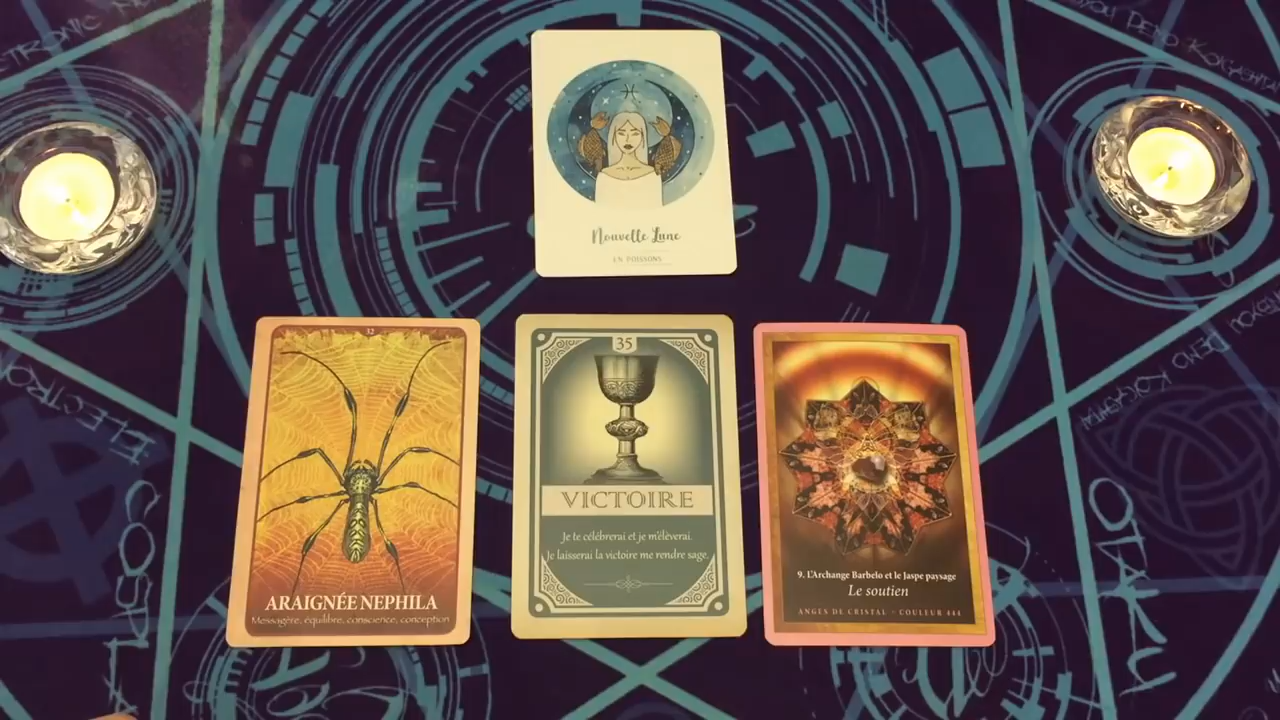 Nouvelle Lune
EN POISSONS
32
ARAIGNÉE NEPHILA
Messagère, équilibre, conscience, conception
35
VICTOIRE
Je te célébrerai et je m'élèverai.
Je laisserai la victoire me rendre sage.
9. L'Archange Barbelo et le Jaspe paysage
Le soutien
ANGES DE CRISTAL - COULEUR 444
OTAKU